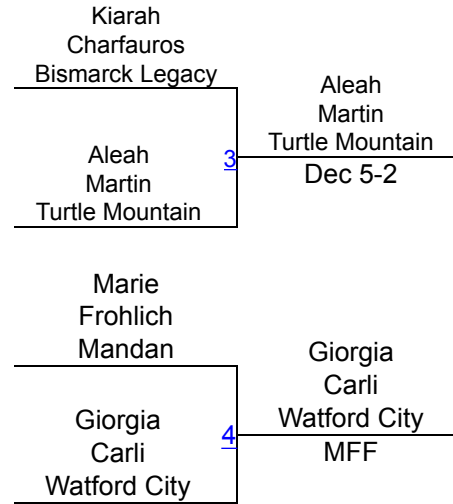 Kiarah
Charfauros
Bismarck Legacy
Aleah
Martin
Turtle Mountain
3
Aleah
Martin
Turtle Mountain
Dec 5-2
Marie
Frohlich
Mandan
Giorgia
Carli
Watford City
4
Giorgia
Carli
Watford City
MFF